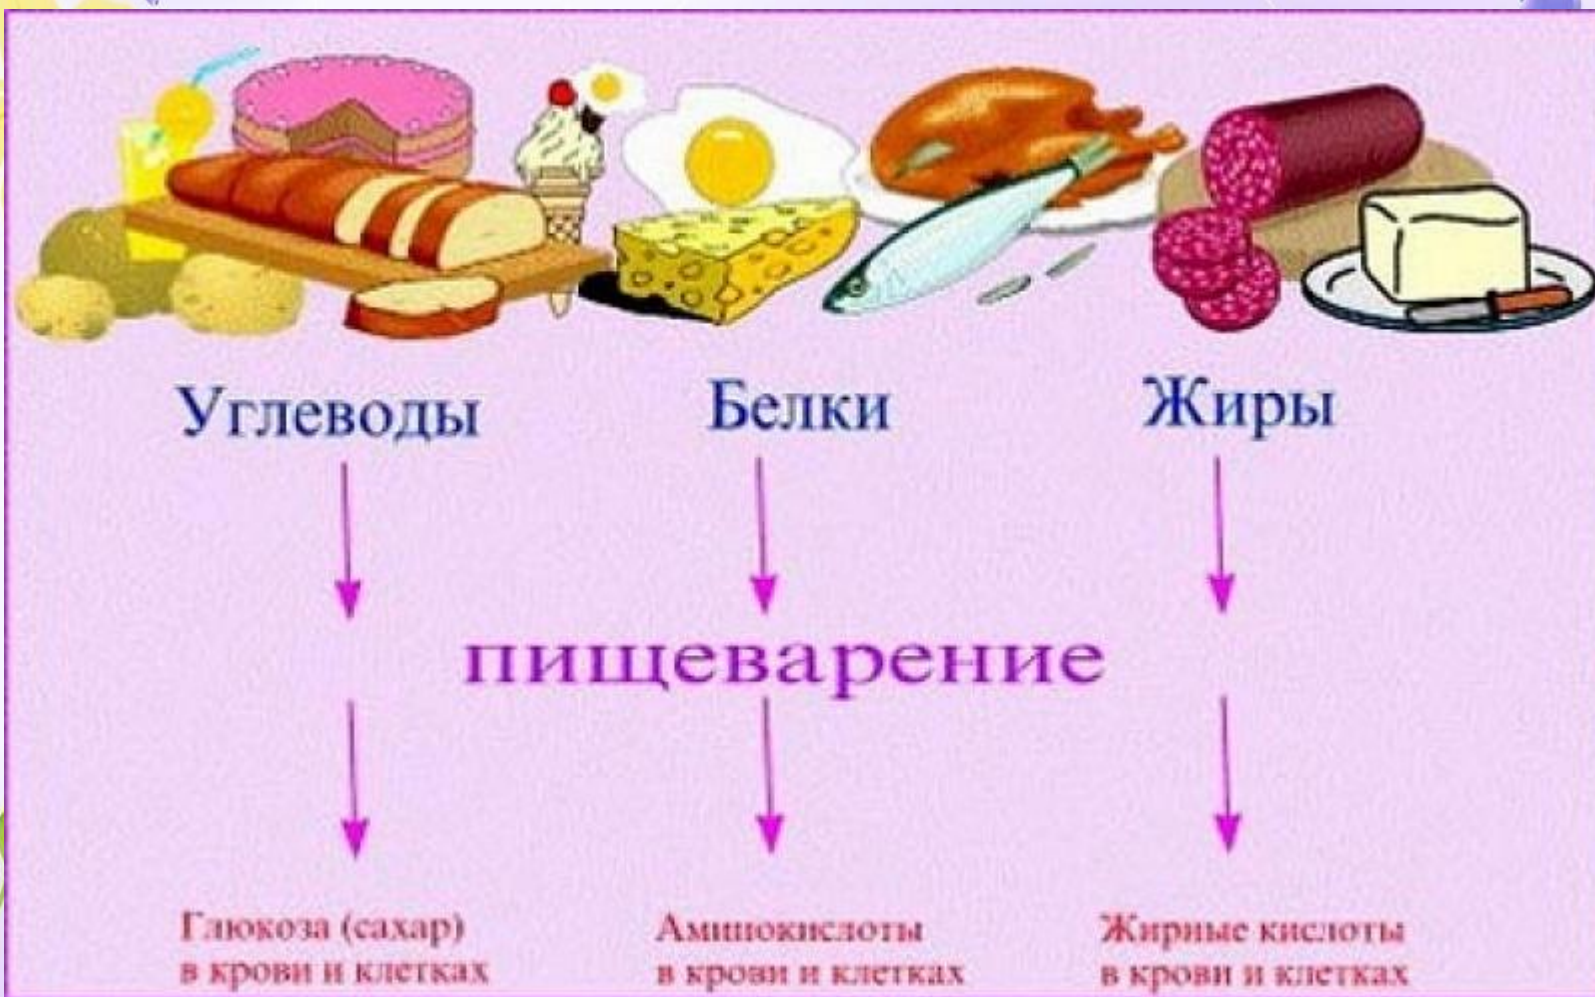 Углеводы Белки Жиры
пищеварение
Глюкоза (сахар)
в крови и клетках
Аминокислоты
в крови и клетках
Жирные кислоты
в крови и клетках